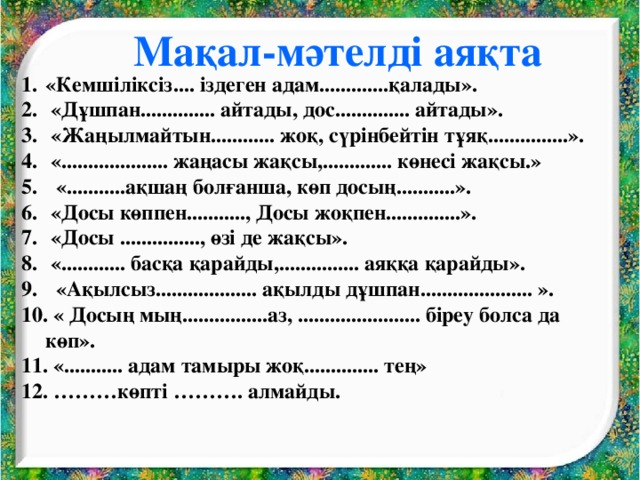 Мақал-мәтелді аяқта
1. «Кемшіліксіз.... іздеген адам.............қалады».
2. «Дұшпан.............. айтады, дос.............. айтады».
3. «Жаңылмайтын............ жоқ, сүрінбейтін тұяқ...............».
4. «.................... жаңасы жақсы,............. көнесі жақсы.»
5. «...........ақшаң болғанша, көп досың...........».
6. «Досы көппен..........., Досы жоқпен..............».
7. «Досы ..............., өзі де жақсы».
8. «............ басқа қарайды,............... аяққа қарайды».
9. «Ақылсыз................... ақылды дұшпан..................... ».
10. « Досың мың................аз, ....................... біреу болса да
көп».
11. «........... адам тамыры жоқ.............. тең»
12. ………көпті ………. алмайды.